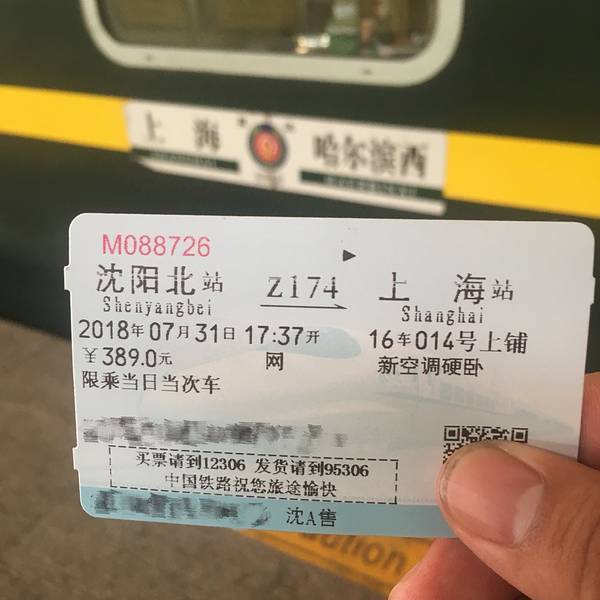 上 海 哈尔滨西
M088726
沈阳北站 Z174 上 海站
Shenyangbei Shanghai
2018年07月31日17:37开 16车014号上铺
￥389.0元 网 新空调硬卧
限乘当日当次车
买票请到12306 发货请到95306
中国铁路祝您旅途愉快
沈A售